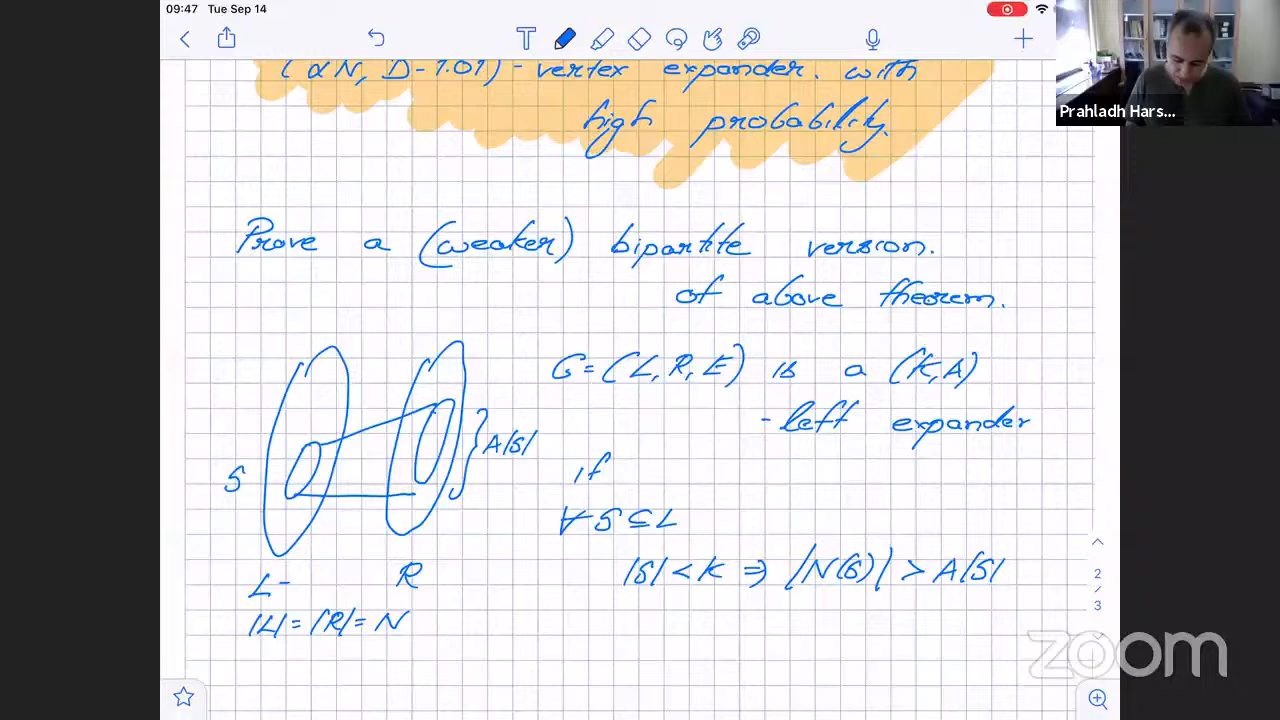 09:47 Tue Sep 14
Prahladh Hars...
(αN, D-1.01) - vertex expander. with
high probability.
Prove a (weaker) bipartite version.
of above theorem.
G = (L, R, E) is a (K, A)
-left expander
A|S|
S
if
∀ S ⊆ L
|S| < K ⇒ |N(S)| > A|S|
L R
|L| = |R| = N
2
/
3
zoom